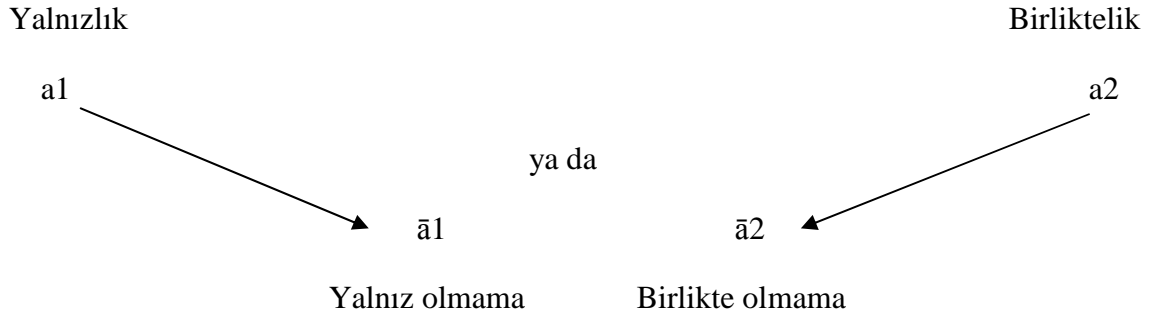 Yalnızlık Birliktelik
a1 a2
ya da
ā1 ā2
Yalnız olmama Birlikte olmama